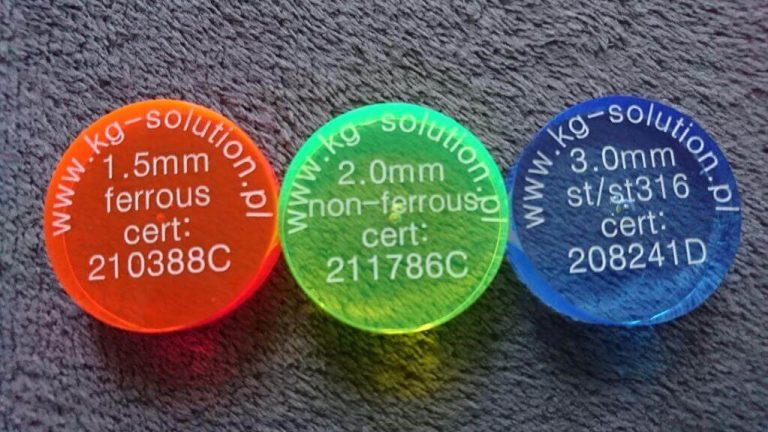 www.kg-solution.pl
1.5mm
ferrous
cert:
210388C
www.kg-solution.pl
2.0mm
non-ferrous
cert:
211786C
www.kg-solution.pl
3.0mm
st/st316
cert:
208241D